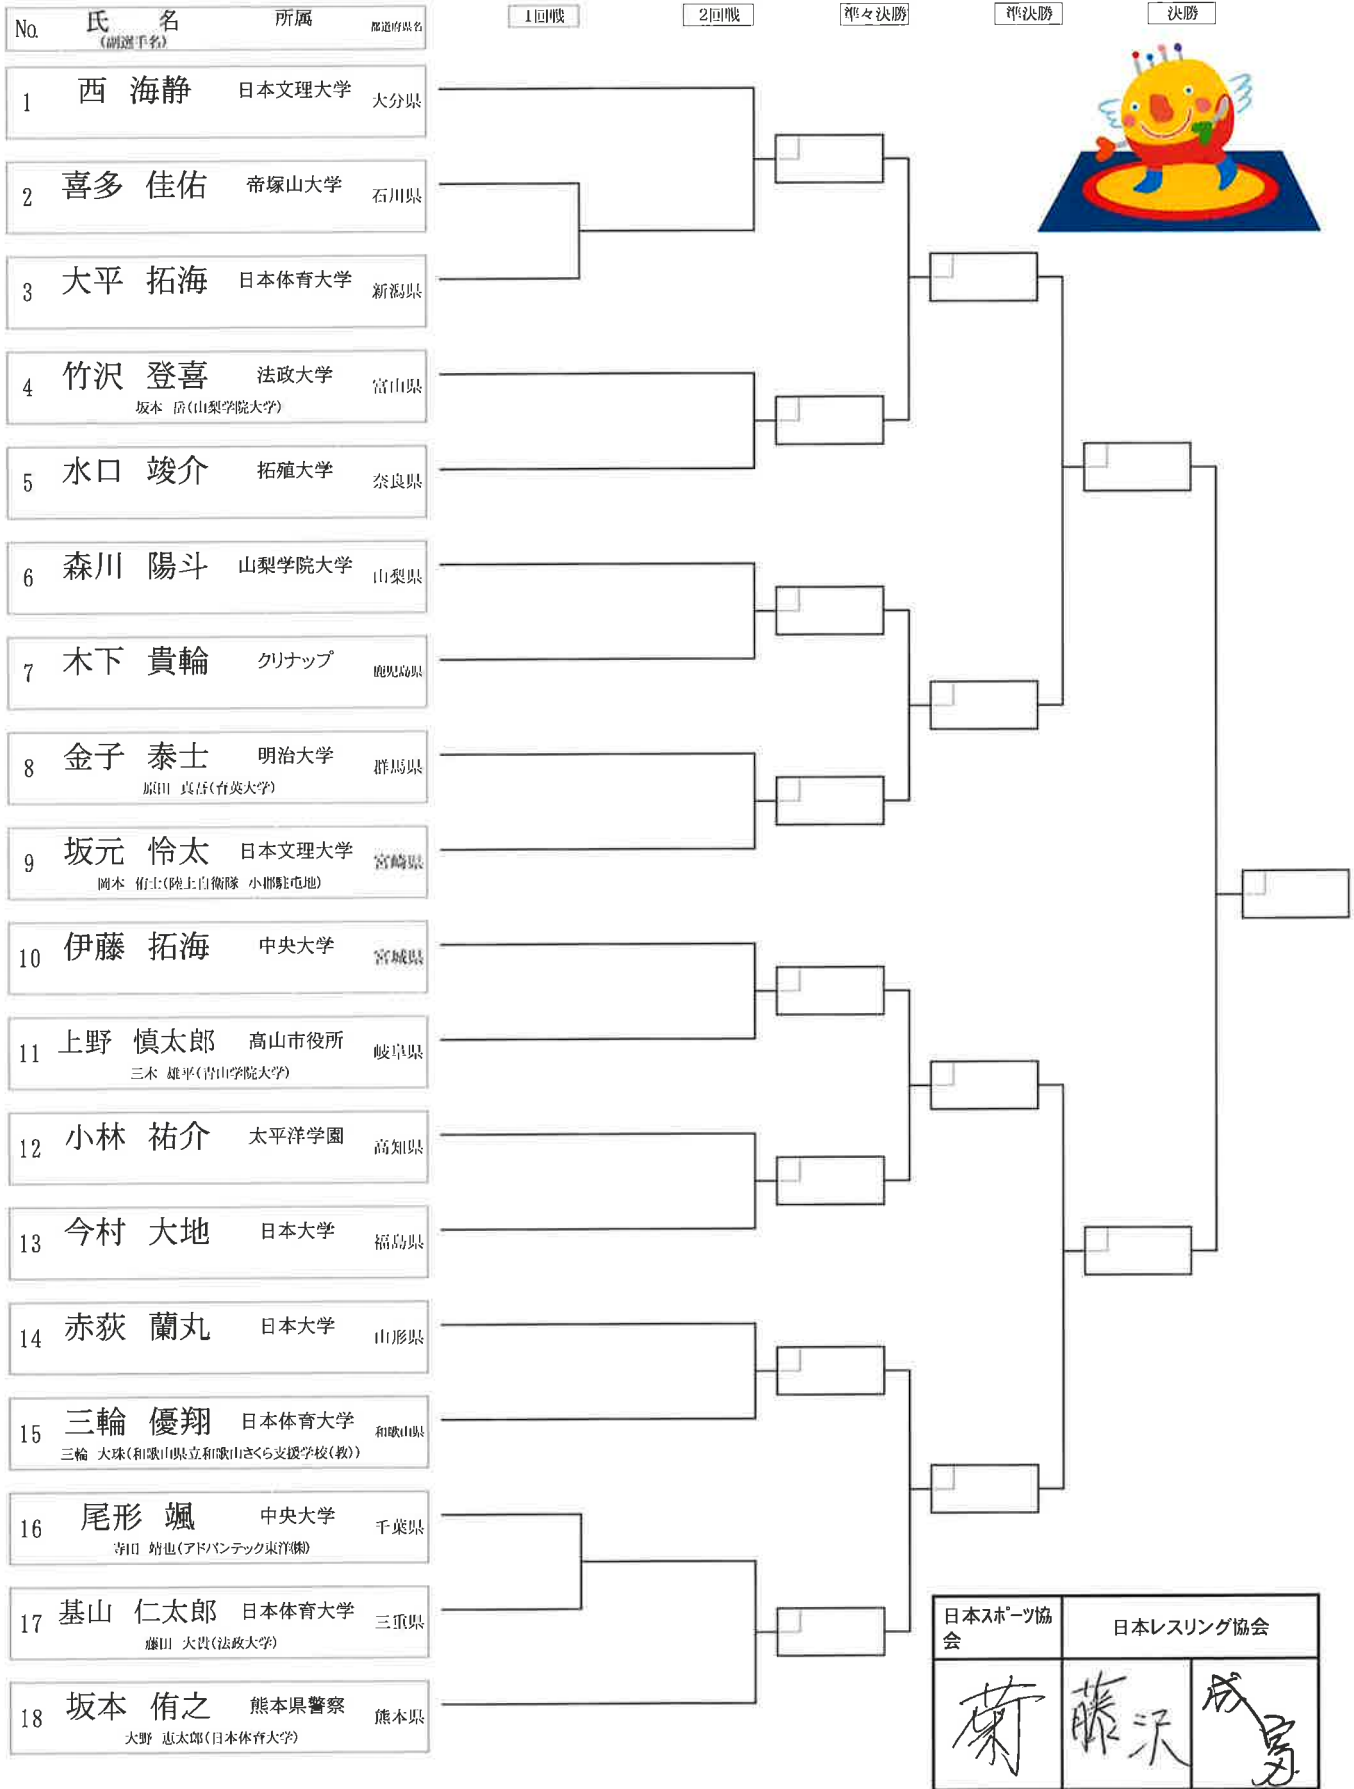 No. 氏 名 所属 都道府県名 1回戦 2回戦 準々決勝 準決勝 決勝
(副選手名)
1 西 海静 日本文理大学 大分県
2 喜多 佳佑 帝塚山大学 石川県
3 大平 拓海 日本体育大学 新潟県
4 竹沢 登喜 法政大学 富山県
坂本 岳(山梨学院大学)
5 水口 竣介 拓殖大学 奈良県
6 森川 陽斗 山梨学院大学 山梨県
7 木下 貴輪 クリナップ 鹿児島県
8 金子 泰士 明治大学 群馬県
原田 真吾(育英大学)
9 坂元 怜太 日本文理大学 宮崎県
岡本 侑士(陸上自衛隊 小郡駐屯地)
10 伊藤 拓海 中央大学 宮城県
11 上野 慎太郎 高山市役所 岐阜県
三木 雄平(青山学院大学)
12 小林 祐介 太平洋学園 高知県
13 今村 大地 日本大学 福島県
14 赤荻 蘭丸 日本大学 山形県
15 三輪 優翔 日本体育大学 和歌山県
三輪 大珠(和歌山県立和歌山さくら支援学校(教))
16 尾形 颯 中央大学 千葉県
寺田 靖也(アドバンテック東洋㈱)
17 基山 仁太郎 日本体育大学 三重県
藤田 大貴(法政大学)
18 坂本 侑之 熊本県警察 熊本県
大野 恵太郎(日本体育大学)
日本スポーツ協
会
日本レスリング協会
菊 藤沢 成富